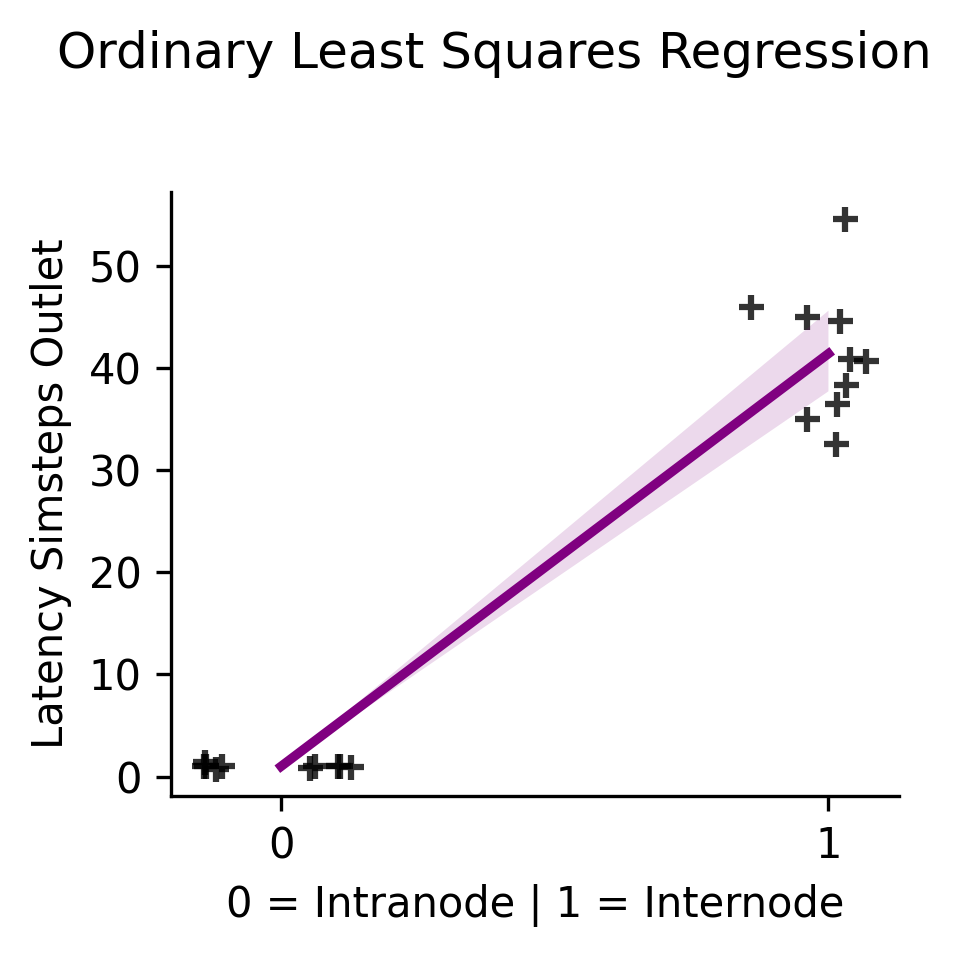 Ordinary Least Squares Regression
Latency Simsteps Outlet
50
40
30
20
10
0
0 1
0 = Intranode | 1 = Internode